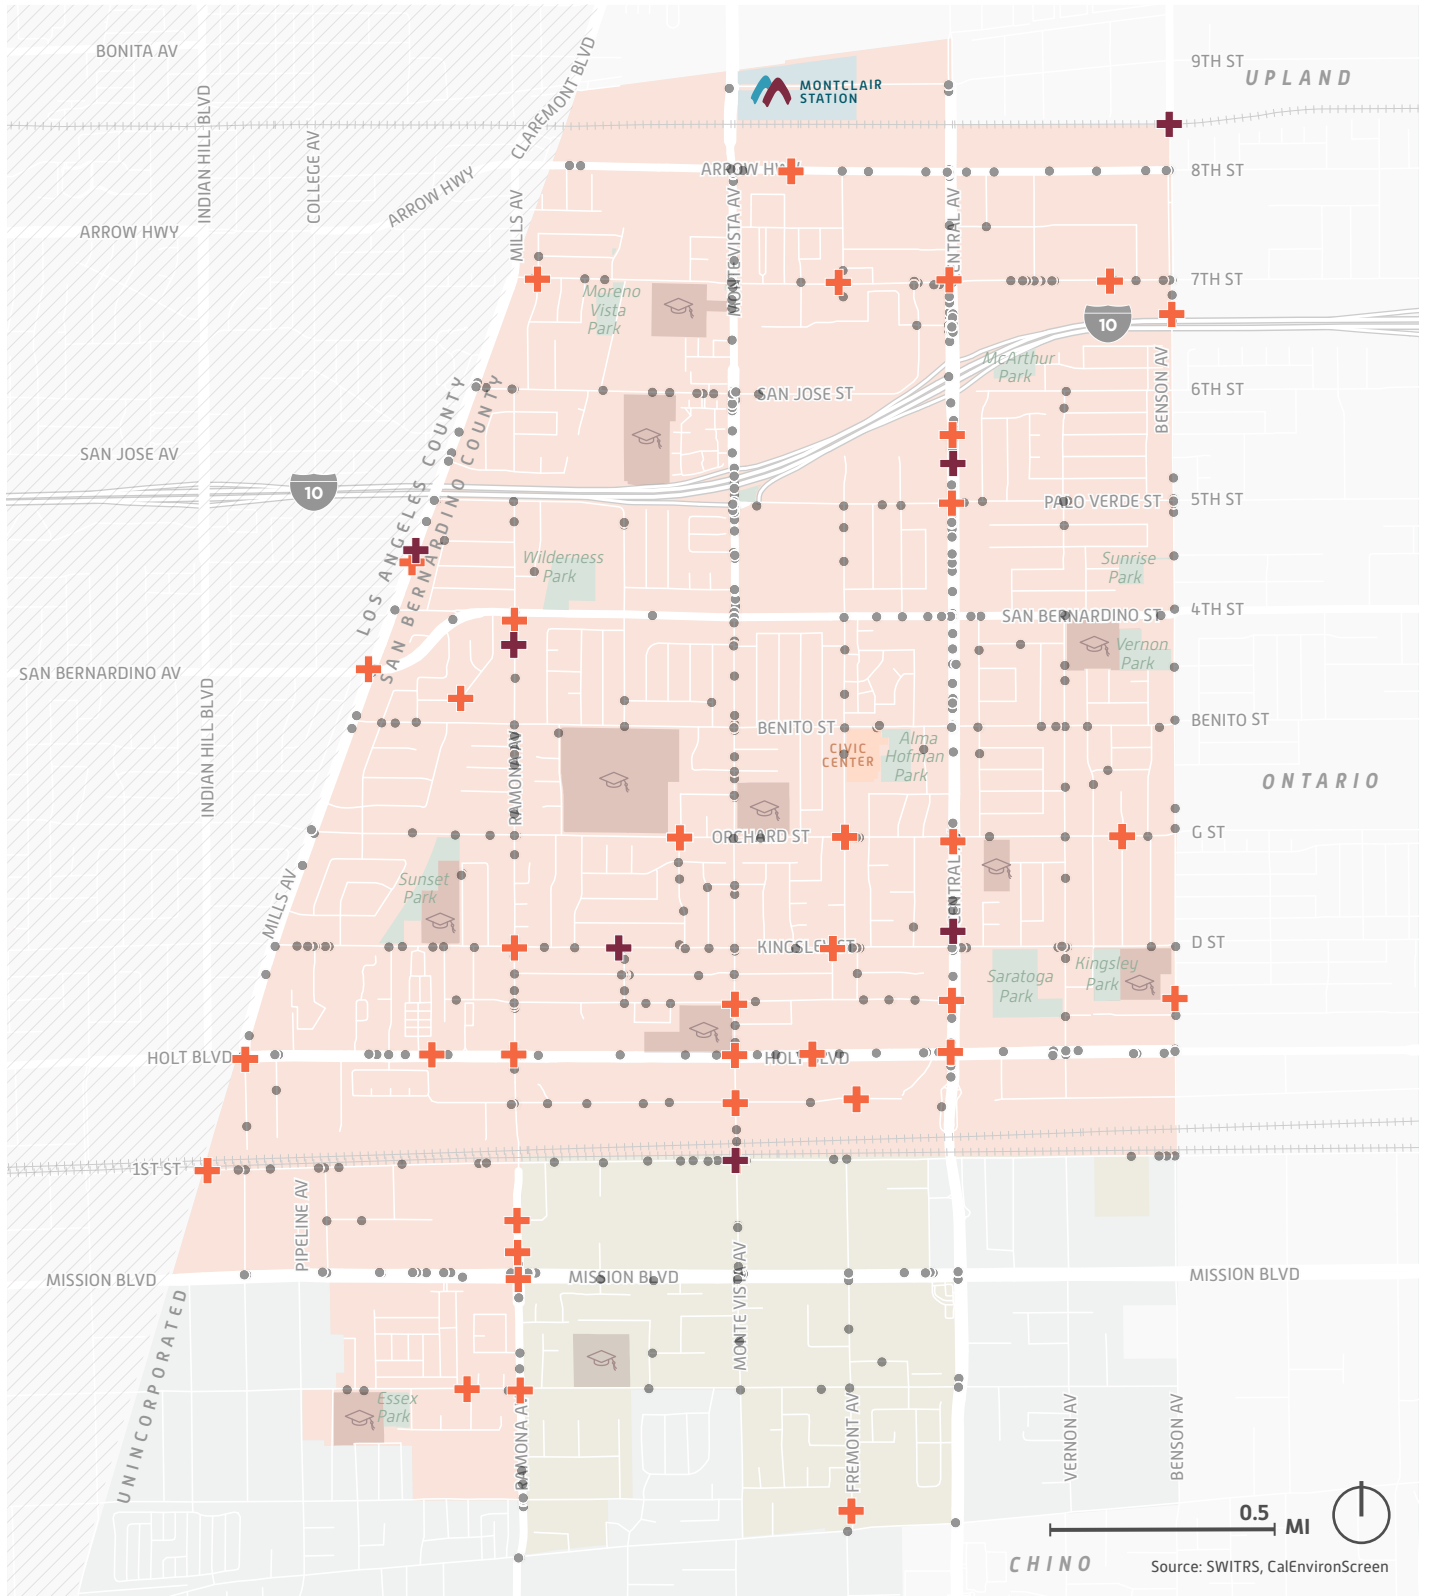 BONITA AV
9TH ST
UPLAND
MONTCLAIR
STATION
INDIAN HILL BLVD
COLLEGE AV
CLAREMONT BLVD
ARROW HWY
ARROW HWY
8TH ST
ARROW HWY
MILLS AV
MONTE VISTA AV
CENTRAL AV
7TH ST
Moreno
Vista
Park
10
McArthur
Park
BENSON AV
6TH ST
SAN JOSE ST
LOS ANGELES COUNTY
SAN BERNARDINO COUNTY
SAN JOSE AV
10
PALO VERDE ST
5TH ST
Wilderness
Park
Sunrise
Park
SAN BERNARDINO ST
4TH ST
Vernon
Park
SAN BERNARDINO AV
INDIAN HILL BLVD
BENITO ST
BENITO ST
RAMONA AV
CIVIC
CENTER
Alma
Hofman
Park
ONTARIO
ORCHARD ST
G ST
MILLS AV
Sunset
Park
CENTRAL
KINGSLEY ST
D ST
Saratoga
Park
Kingsley
Park
HOLT BLVD
HOLT BLVD
1ST ST
PIPELINE AV
MISSION BLVD
MISSION BLVD
MISSION BLVD
MONTE VISTA AV
UNINCORPORATED
Essex
Park
RAMONA A
FREMONT AV
VERNON AV
BENSON AV
0.5 MI
CHINO
Source: SWITRS, CalEnvironScreen